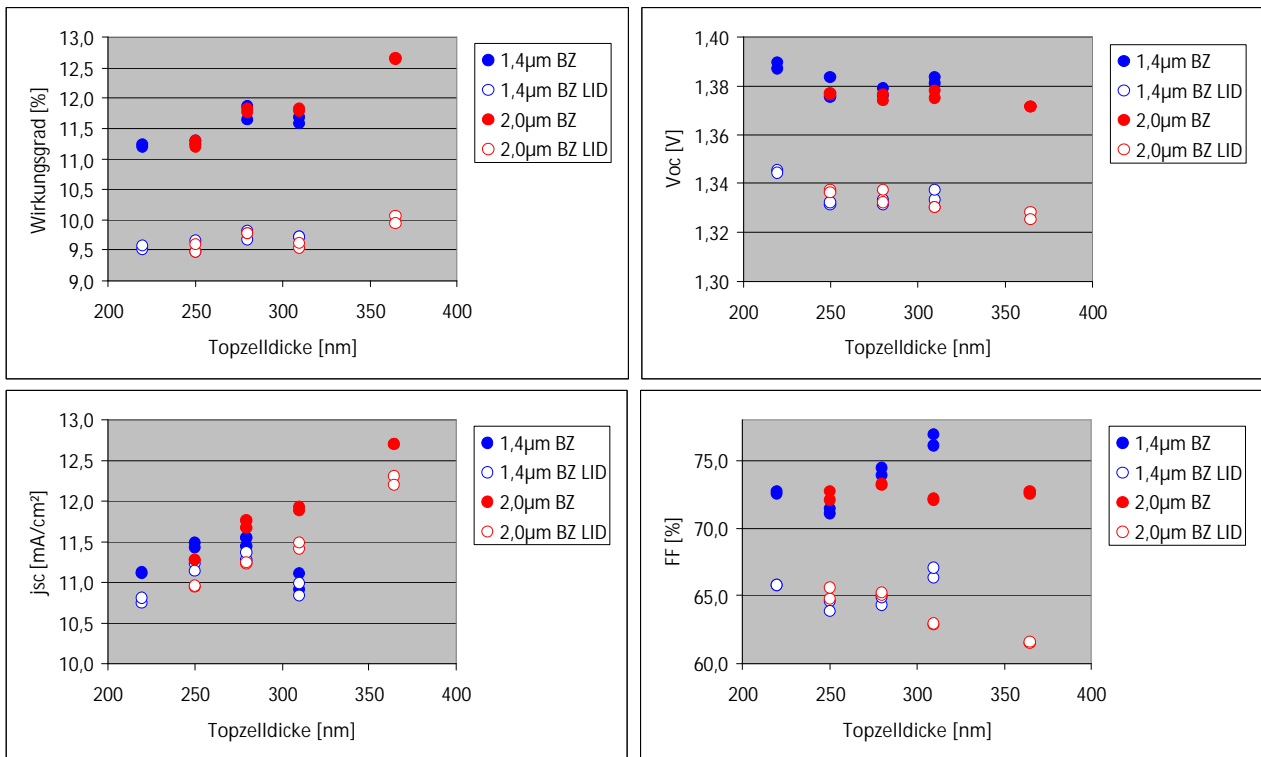 13,0
12,5
12,0
11,5
11,0
10,5
10,0
9,5
9,0
200 250 300 350 400
Topzelldicke [nm]
Wirkungsgrad [%]
1,4µm BZ
1,4µm BZ LID
2,0µm BZ
2,0µm BZ LID
1,40
1,38
1,36
1,34
1,32
1,30
200 250 300 350 400
Topzelldicke [nm]
Voc [V]
1,4µm BZ
1,4µm BZ LID
2,0µm BZ
2,0µm BZ LID
13,0
12,5
12,0
11,5
11,0
10,5
10,0
200 250 300 350 400
Topzelldicke [nm]
jsc [mA/cm²]
1,4µm BZ
1,4µm BZ LID
2,0µm BZ
2,0µm BZ LID
75,0
70,0
65,0
60,0
200 250 300 350 400
Topzelldicke [nm]
FF [%]
1,4µm BZ
1,4µm BZ LID
2,0µm BZ
2,0µm BZ LID